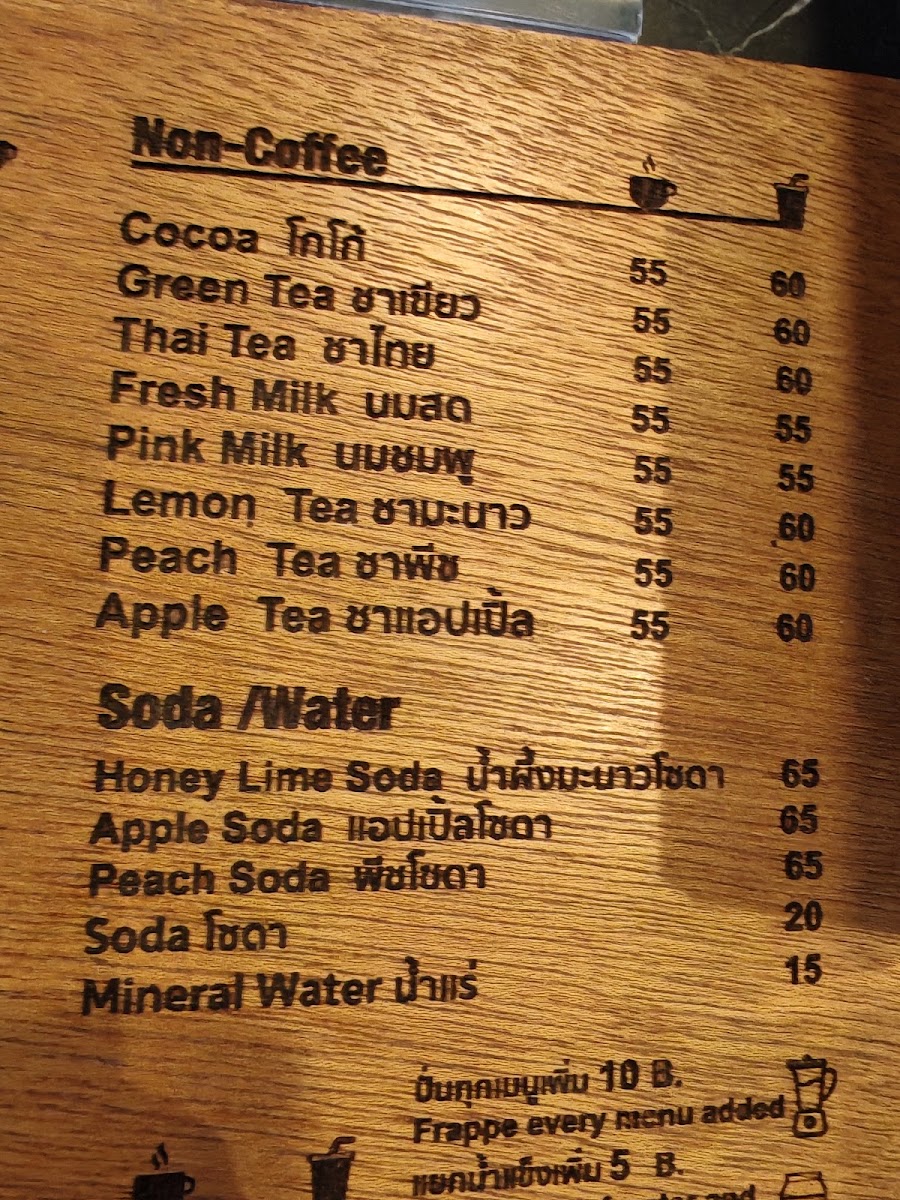 Non-Coffee
Cocoa โกโก้ 55 60
Green Tea ชาเขียว 55 60
Thai Tea ชาไทย 55 60
Fresh Milk นมสด 55 55
Pink Milk นมชมพู 55 55
Lemon Tea ชามะนาว 55 60
Peach Tea ชาพีช 55 60
Apple Tea ชาแอปเปิ้ล 55 60
Soda /Water
Honey Lime Soda น้ำผึ้งมะนาวโซดา 65
Apple Soda แอปเปิ้ลโซดา 65
Peach Soda พีชโซดา 65
Soda โซดา 20
Mineral Water น้ำแร่ 15
ปั่นทุกเมนูเพิ่ม 10 B.
Frappe every menu added
แยกน้ำแข็งเพิ่ม 5 B.